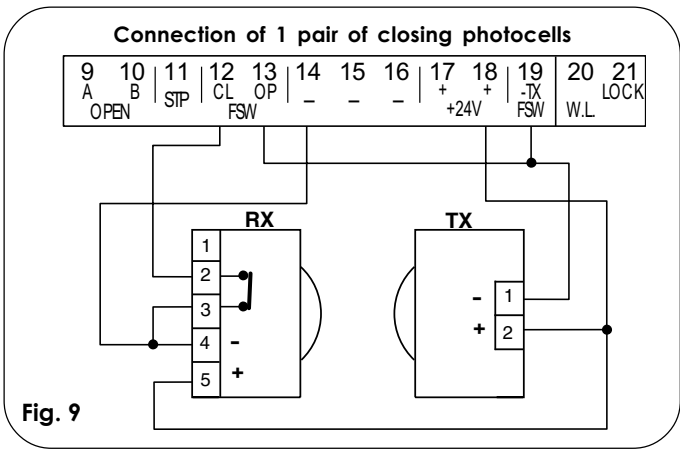 Connection of 1 pair of closing photocells
9 10 11 12 13 14 15 16 17 18 19 20 21
A B STP CL OP – – – + + -TX W.L. LOCK
OPEN FSW +24V FSW
RX TX
1
2
3
4 -
5 +
- 1
+ 2
Fig. 9